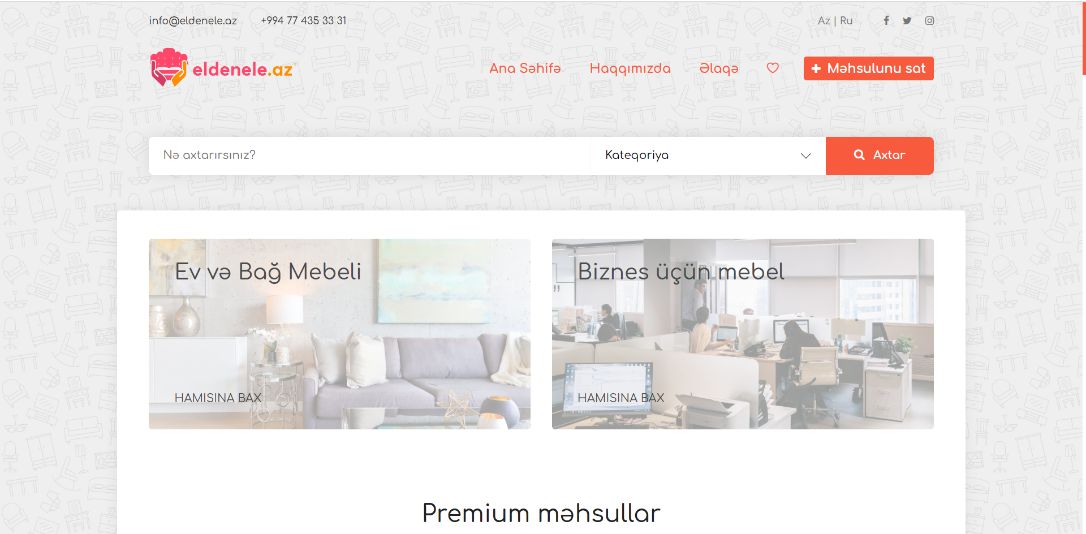 info@eldenele.az +994 77 435 33 31 Az | Ru
eldenele.az
Ana Səhifə Haqqımızda Əlaqə + Məhsulunu sat
Nə axtarırsınız? Kateqoriya Axtar
Ev və Bağ Mebeli
HAMISINA BAX
Biznes üçün mebel
HAMISINA BAX
Premium məhsullar